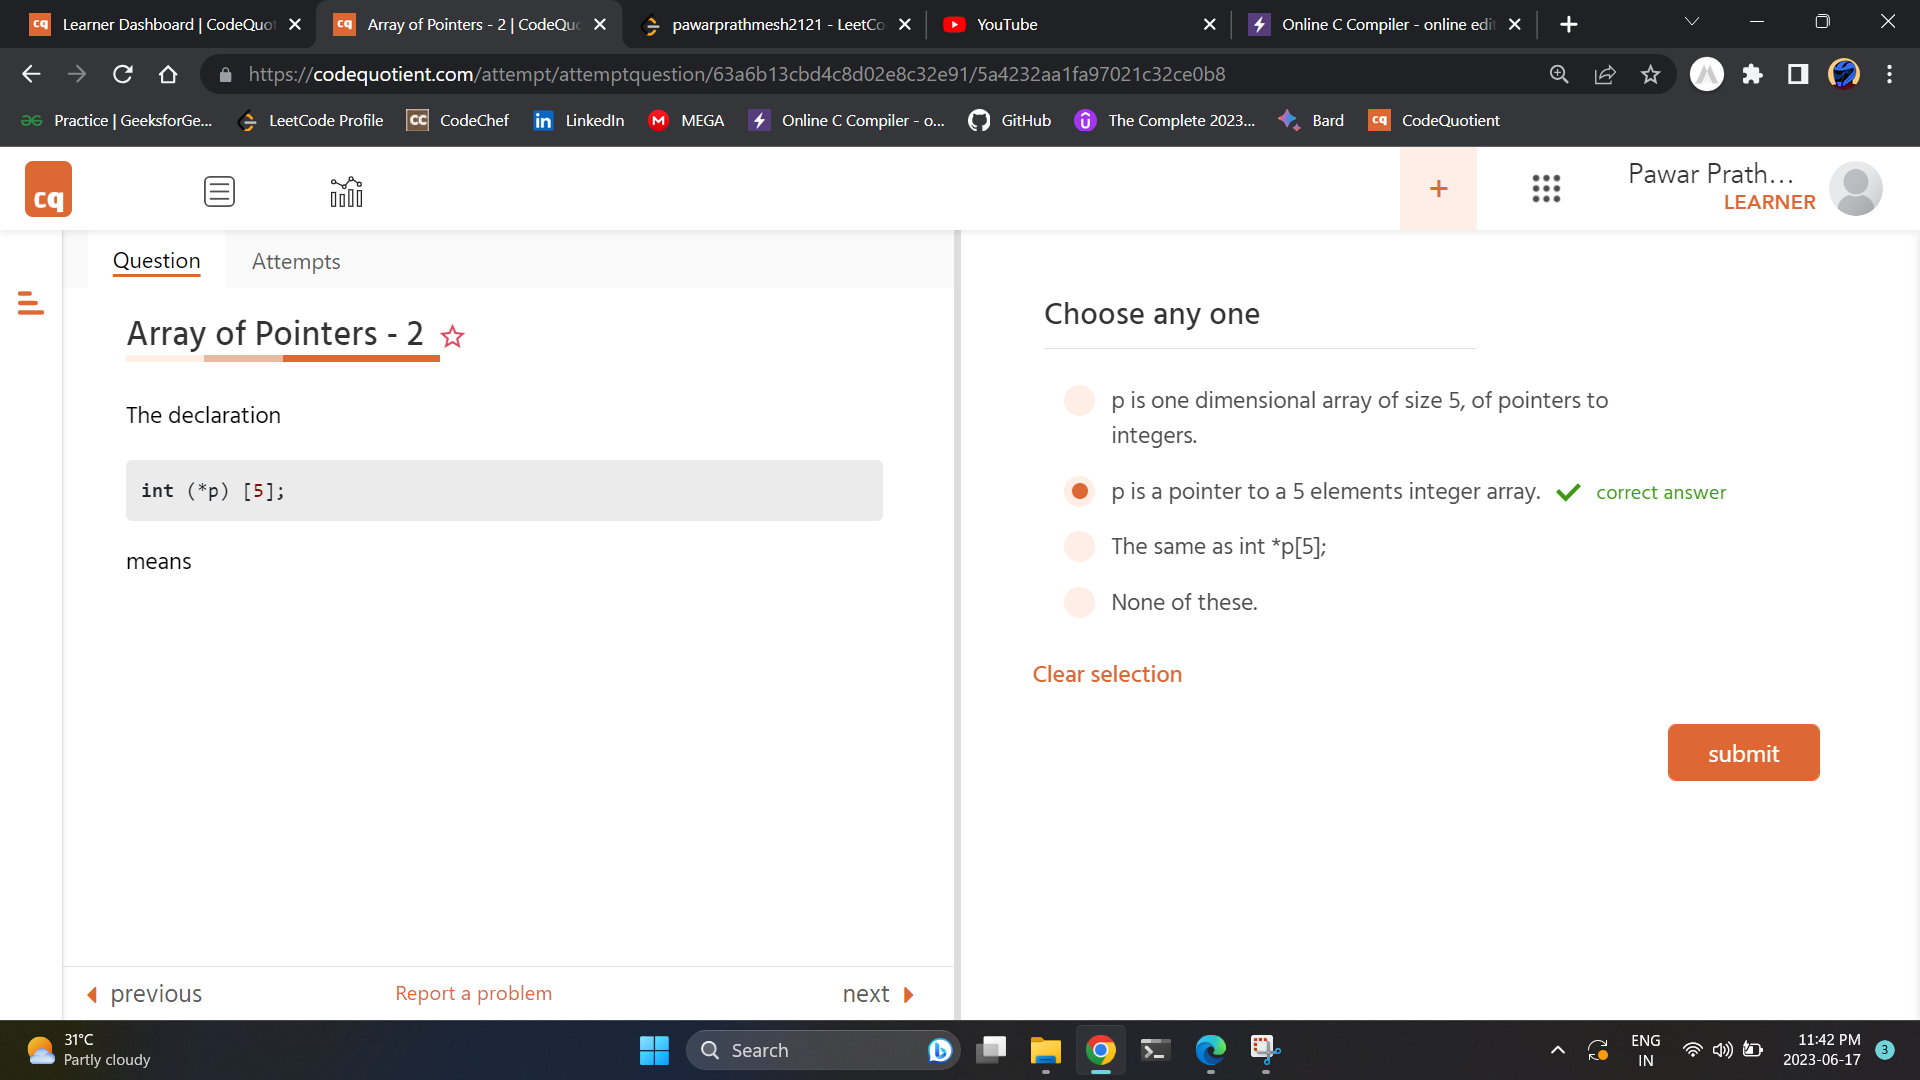 Learner Dashboard | CodeQuot
Array of Pointers - 2 | CodeQuo
pawarprathmesh2121 - LeetCo
YouTube
Online C Compiler - online edit
https://codequotient.com/attempt/attemptquestion/63a6b13cbd4c8d02e8c32e91/5a4232aa1fa97021c32ce0b8
Practice | GeeksforGe...
LeetCode Profile
CodeChef
LinkedIn
MEGA
Online C Compiler - o...
GitHub
The Complete 2023...
Bard
CodeQuotient
cq
Pawar Prath...
LEARNER
Question
Attempts
Array of Pointers - 2
The declaration
int (*p) [5];
means
Choose any one
p is one dimensional array of size 5, of pointers to
integers.
p is a pointer to a 5 elements integer array.
correct answer
The same as int *p[5];
None of these.
Clear selection
submit
previous
Report a problem
next
31°C
Partly cloudy
Search
ENG
IN
11:42 PM
2023-06-17
3